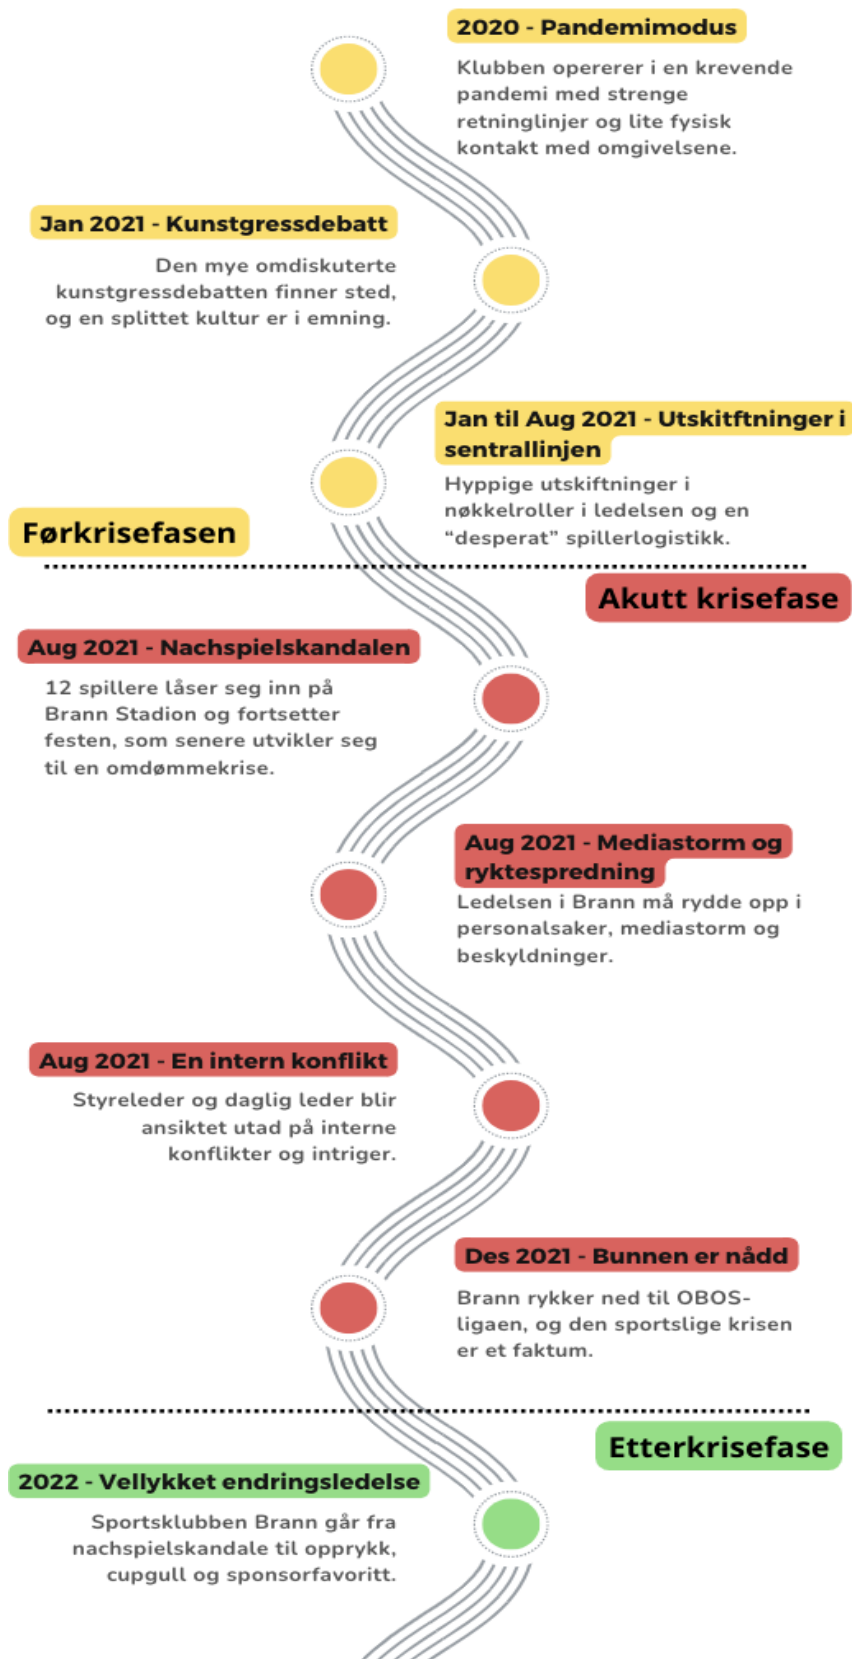 2020 - Pandemimodus
Klubben opererer i en krevende
pandemi med strenge
retninglinjer og lite fysisk
kontakt med omgivelsene.
Jan 2021 - Kunstgressdebatt
Den mye omdiskuterte
kunstgressdebatten finner sted,
og en splittet kultur er i emning.
Jan til Aug 2021 - Utskitftninger i
sentrallinjen
Hyppige utskiftninger i
nøkkelroller i ledelsen og en
“desperat” spillerlogistikk.
Førkrisefasen
Akutt krisefase
Aug 2021 - Nachspielskandalen
12 spillere låser seg inn på
Brann Stadion og fortsetter
festen, som senere utvikler seg
til en omdømmekrise.
Aug 2021 - Mediastorm og
ryktespredning
Ledelsen i Brann må rydde opp i
personalsaker, mediastorm og
beskyldninger.
Aug 2021 - En intern konflikt
Styreleder og daglig leder blir
ansiktet utad på interne
konflikter og intriger.
Des 2021 - Bunnen er nådd
Brann rykker ned til OBOS-
ligaen, og den sportslige krisen
er et faktum.
Etterkrisefase
2022 - Vellykket endringsledelse
Sportsklubben Brann går fra
nachspielskandale til opprykk,
cupgull og sponsorfavoritt.